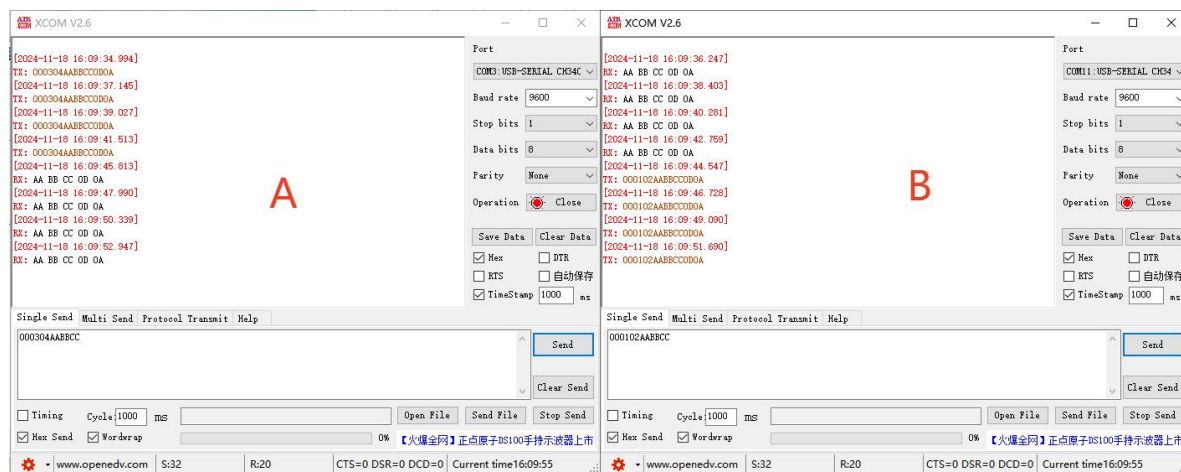 XCOM V2.6
[2024-11-18 16:09:34.994]
TX: 000304AABBCC0D0A
[2024-11-18 16:09:37.145]
TX: 000304AABBCC0D0A
[2024-11-18 16:09:39.027]
TX: 000304AABBCC0D0A
[2024-11-18 16:09:41.513]
TX: 000304AABBCC0D0A
[2024-11-18 16:09:45.813]
RX: AA BB CC 0D 0A
[2024-11-18 16:09:47.990]
RX: AA BB CC 0D 0A
[2024-11-18 16:09:50.339]
RX: AA BB CC 0D 0A
[2024-11-18 16:09:52.947]
RX: AA BB CC 0D 0A
A
Port
COM3:USB-SERIAL CH34
Baud rate 9600
Stop bits 1
Data bits 8
Parity None
Operation Close
Save Data Clear Data
Hex DTR
RTS 自动保存
TimeStamp 1000 ms
Single Send Multi Send Protocol Transmit Help
000304AABBCC
Send
Clear Send
Timing Cycle: 1000 ms Open File Send File Stop Send
Hex Send Wordwrap 0% 【火爆全网】正点原子DS100手持示波器上市
www.openedv.com S:32 R:20 CTS=0 DSR=0 DCD=0 Current time16:09:55
XCOM V2.6
[2024-11-18 16:09:36.247]
RX: AA BB CC 0D 0A
[2024-11-18 16:09:38.403]
RX: AA BB CC 0D 0A
[2024-11-18 16:09:40.281]
RX: AA BB CC 0D 0A
[2024-11-18 16:09:42.759]
RX: AA BB CC 0D 0A
[2024-11-18 16:09:44.547]
TX: 000102AABBCC0D0A
[2024-11-18 16:09:46.728]
TX: 000102AABBCC0D0A
[2024-11-18 16:09:49.090]
TX: 000102AABBCC0D0A
[2024-11-18 16:09:51.690]
TX: 000102AABBCC0D0A
B
Port
COM11:USB-SERIAL CH34
Baud rate 9600
Stop bits 1
Data bits 8
Parity None
Operation Close
Save Data Clear Data
Hex DTR
RTS 自动保存
TimeStamp 1000 ms
Single Send Multi Send Protocol Transmit Help
000102AABBCC
Send
Clear Send
Timing Cycle: 1000 ms Open File Send File Stop Send
Hex Send Wordwrap 0% 【火爆全网】正点原子DS100手持示波器上市
www.openedv.com S:32 R:20 CTS=0 DSR=0 DCD=0 Current time16:09:55